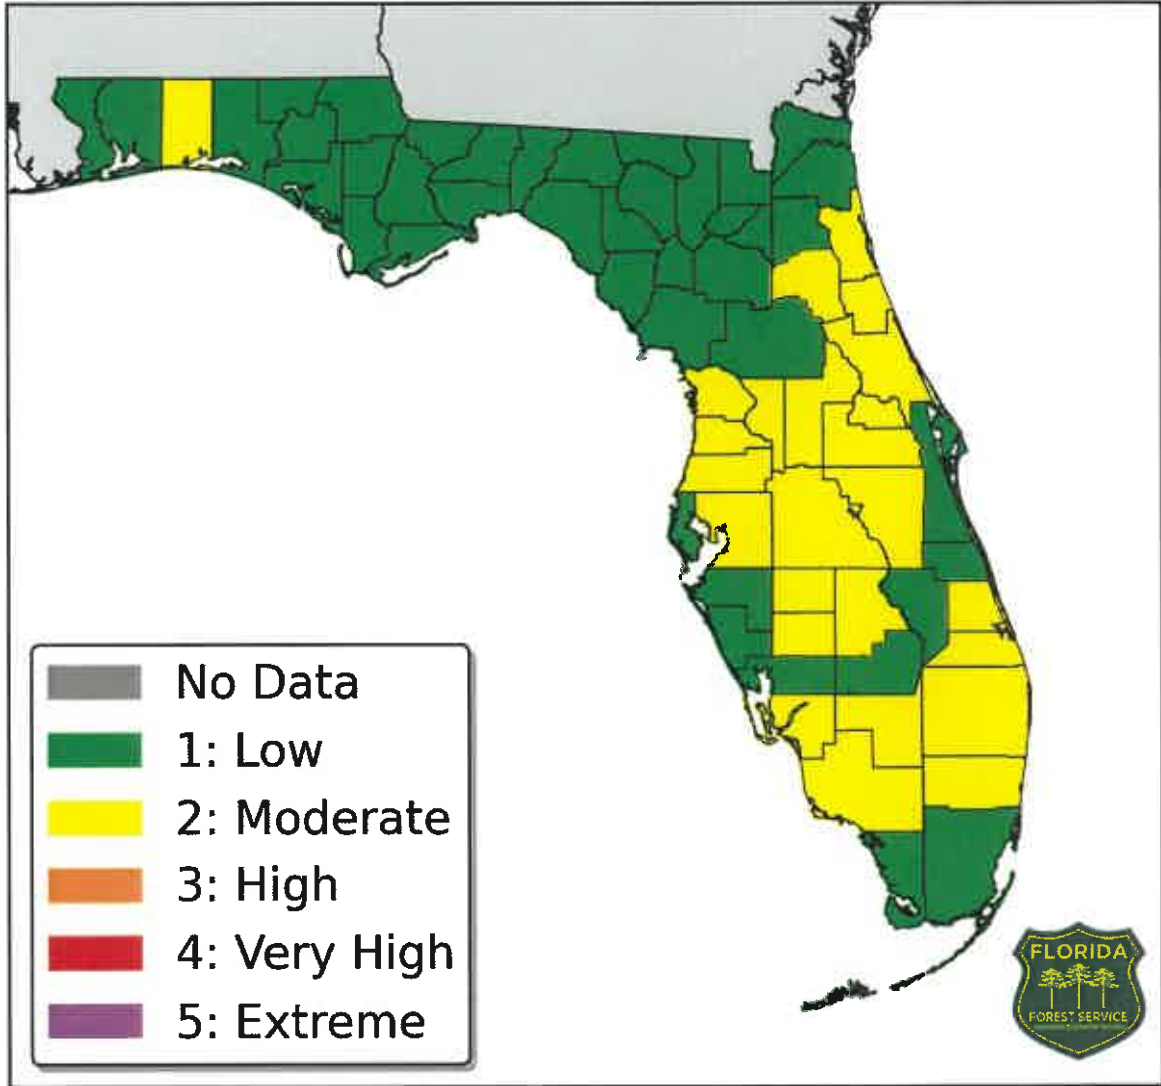 No Data
1: Low
2: Moderate
3: High
4: Very High
5: Extreme
FLORIDA
FOREST SERVICE